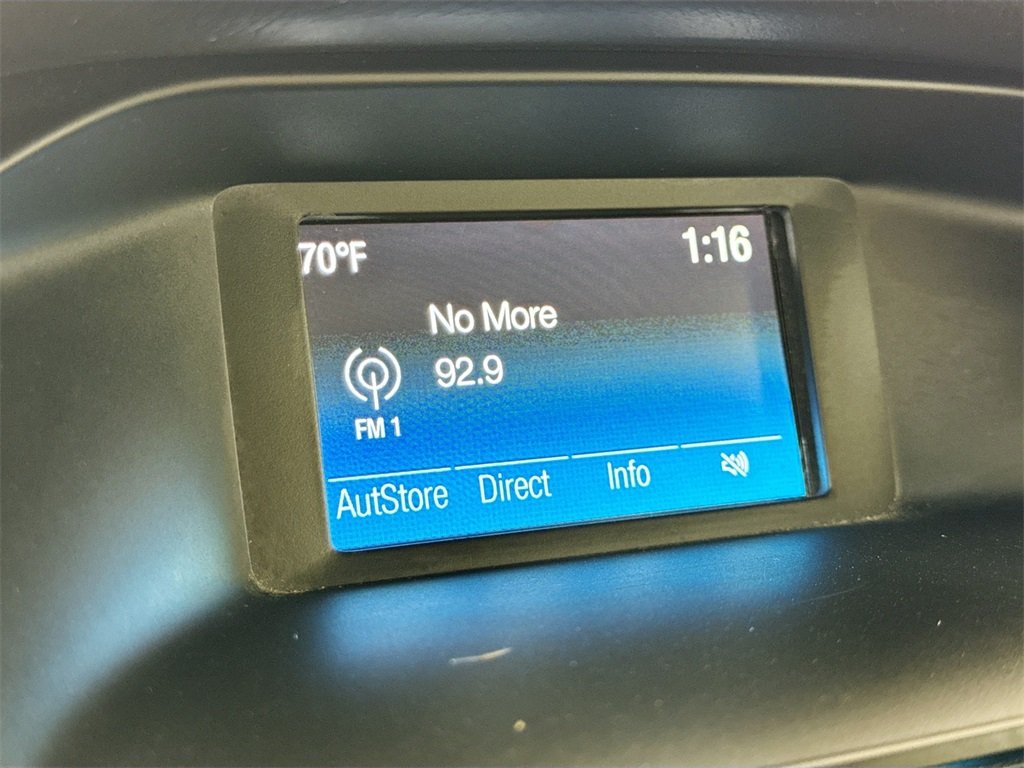 70°F 1:16
No More
92.9
FM 1
AutStore Direct Info